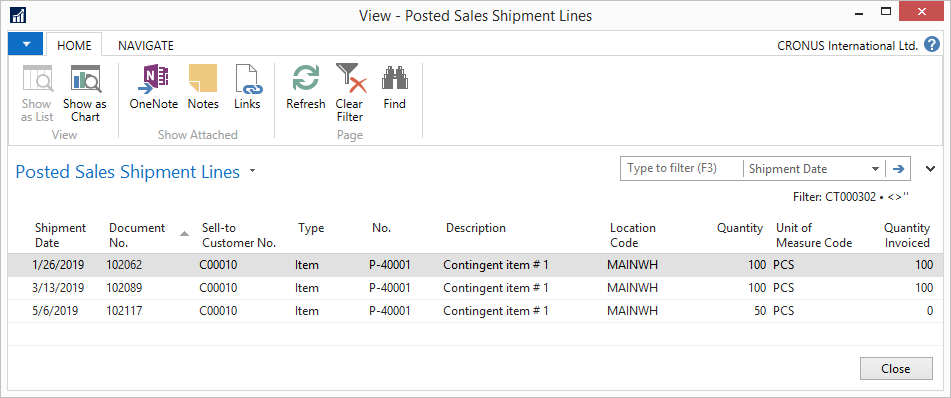 View - Posted Sales Shipment Lines
HOME NAVIGATE CRONUS International Ltd. ?
Show as List Show as Chart OneNote Notes Links Refresh Clear Filter Find
View Show Attached Page
Posted Sales Shipment Lines Type to filter (F3) Shipment Date
Filter: CT000302 • <>''
Shipment Date Document No. Sell-to Customer No. Type No. Description Location Code Quantity Unit of Measure Code Quantity Invoiced
1/26/2019 102062 C00010 Item P-40001 Contingent item # 1 MAINWH 100 PCS 100
3/13/2019 102089 C00010 Item P-40001 Contingent item # 1 MAINWH 100 PCS 100
5/6/2019 102117 C00010 Item P-40001 Contingent item # 1 MAINWH 50 PCS 0
Close